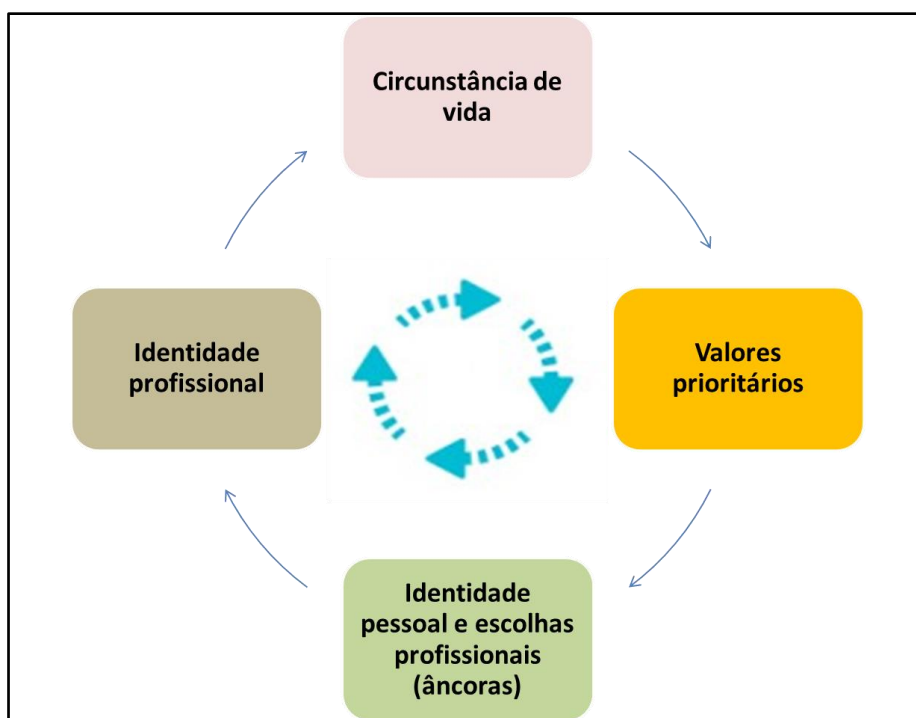 Circunstância de
vida
Identidade
profissional
Valores
prioritários
Identidade
pessoal e escolhas
profissionais
(âncoras)